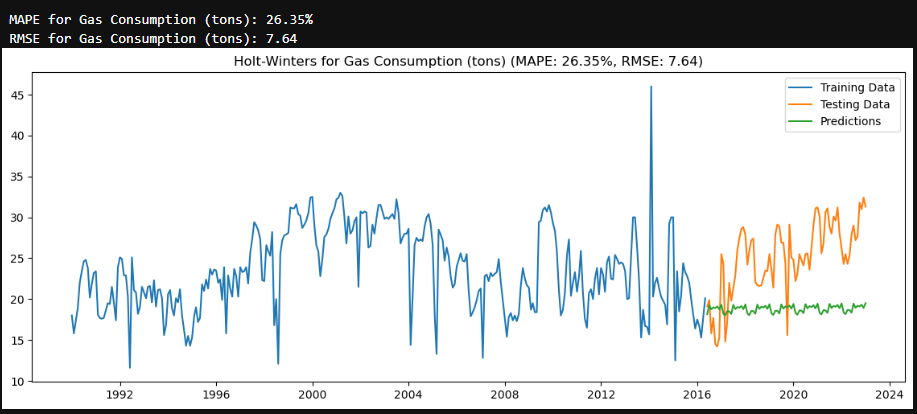 MAPE for Gas Consumption (tons): 26.35%
RMSE for Gas Consumption (tons): 7.64
Holt-Winters for Gas Consumption (tons) (MAPE: 26.35%, RMSE: 7.64)
Training Data
Testing Data
Predictions
45
40
35
30
25
20
15
10
1992 1996 2000 2004 2008 2012 2016 2020 2024